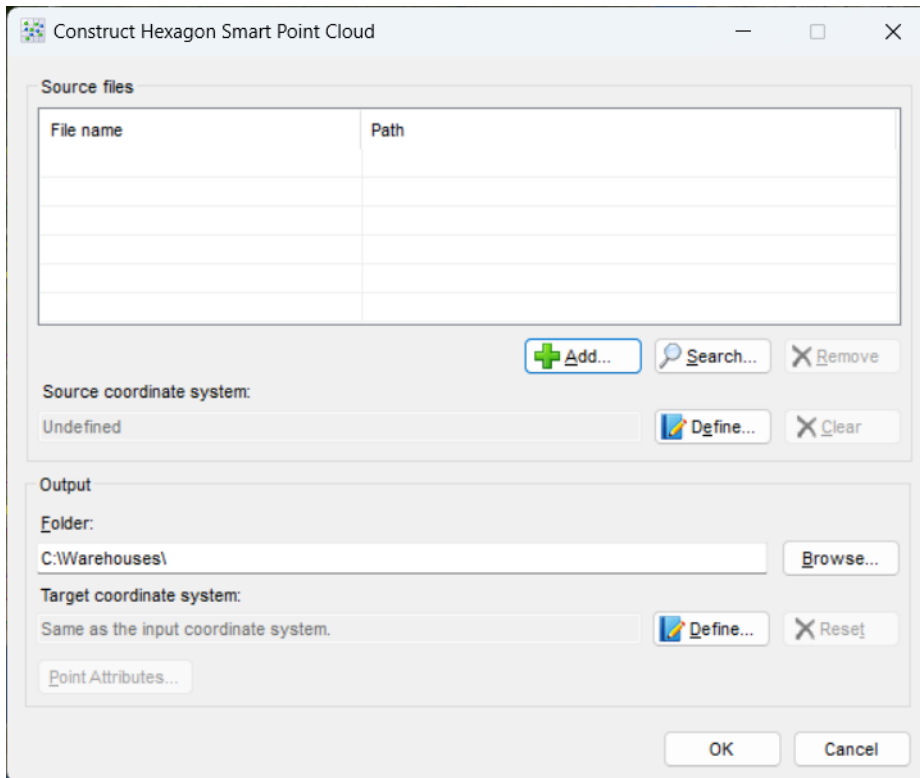 Construct Hexagon Smart Point Cloud
Source files
File name Path
Add... Search... Remove
Source coordinate system:
Undefined Define... Clear
Output
Folder:
C:\Warehouses\ Browse...
Target coordinate system:
Same as the input coordinate system. Define... Reset
Point Attributes...
OK Cancel